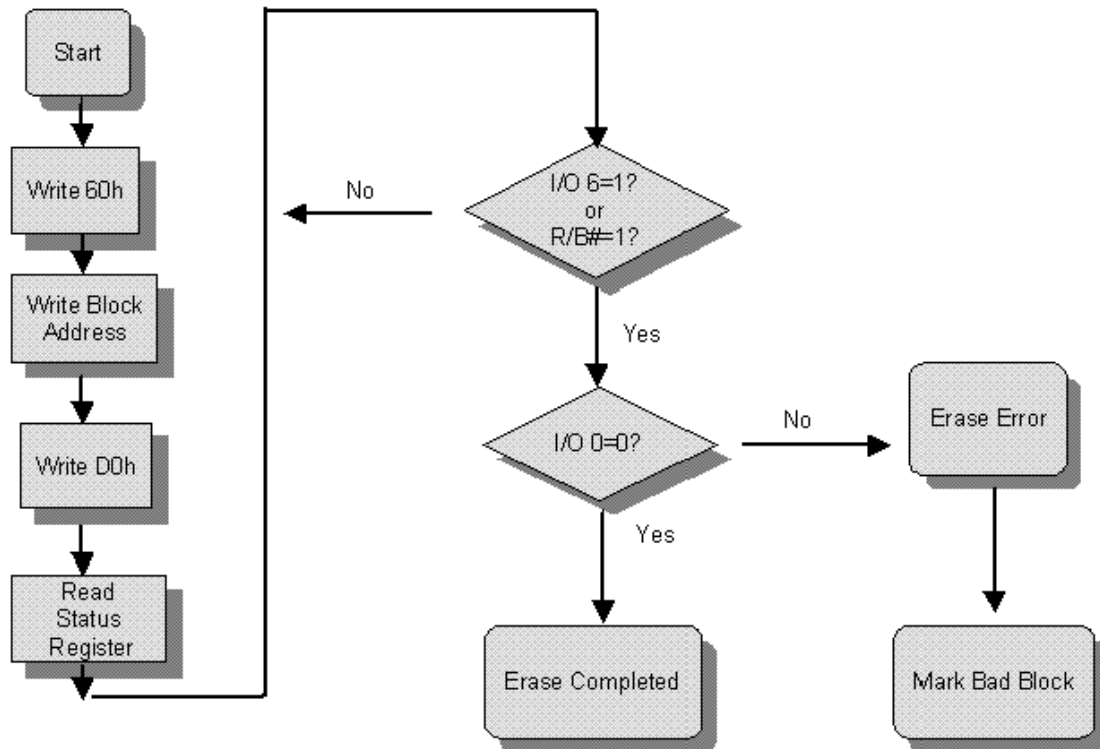 Start
Write 60h
Write Block
Address
Write D0h
Read
Status
Register
I/O 6=1?
or
R/B#=1?
No
Yes
I/O 0=0?
No
Yes
Erase Error
Erase Completed
Mark Bad Block